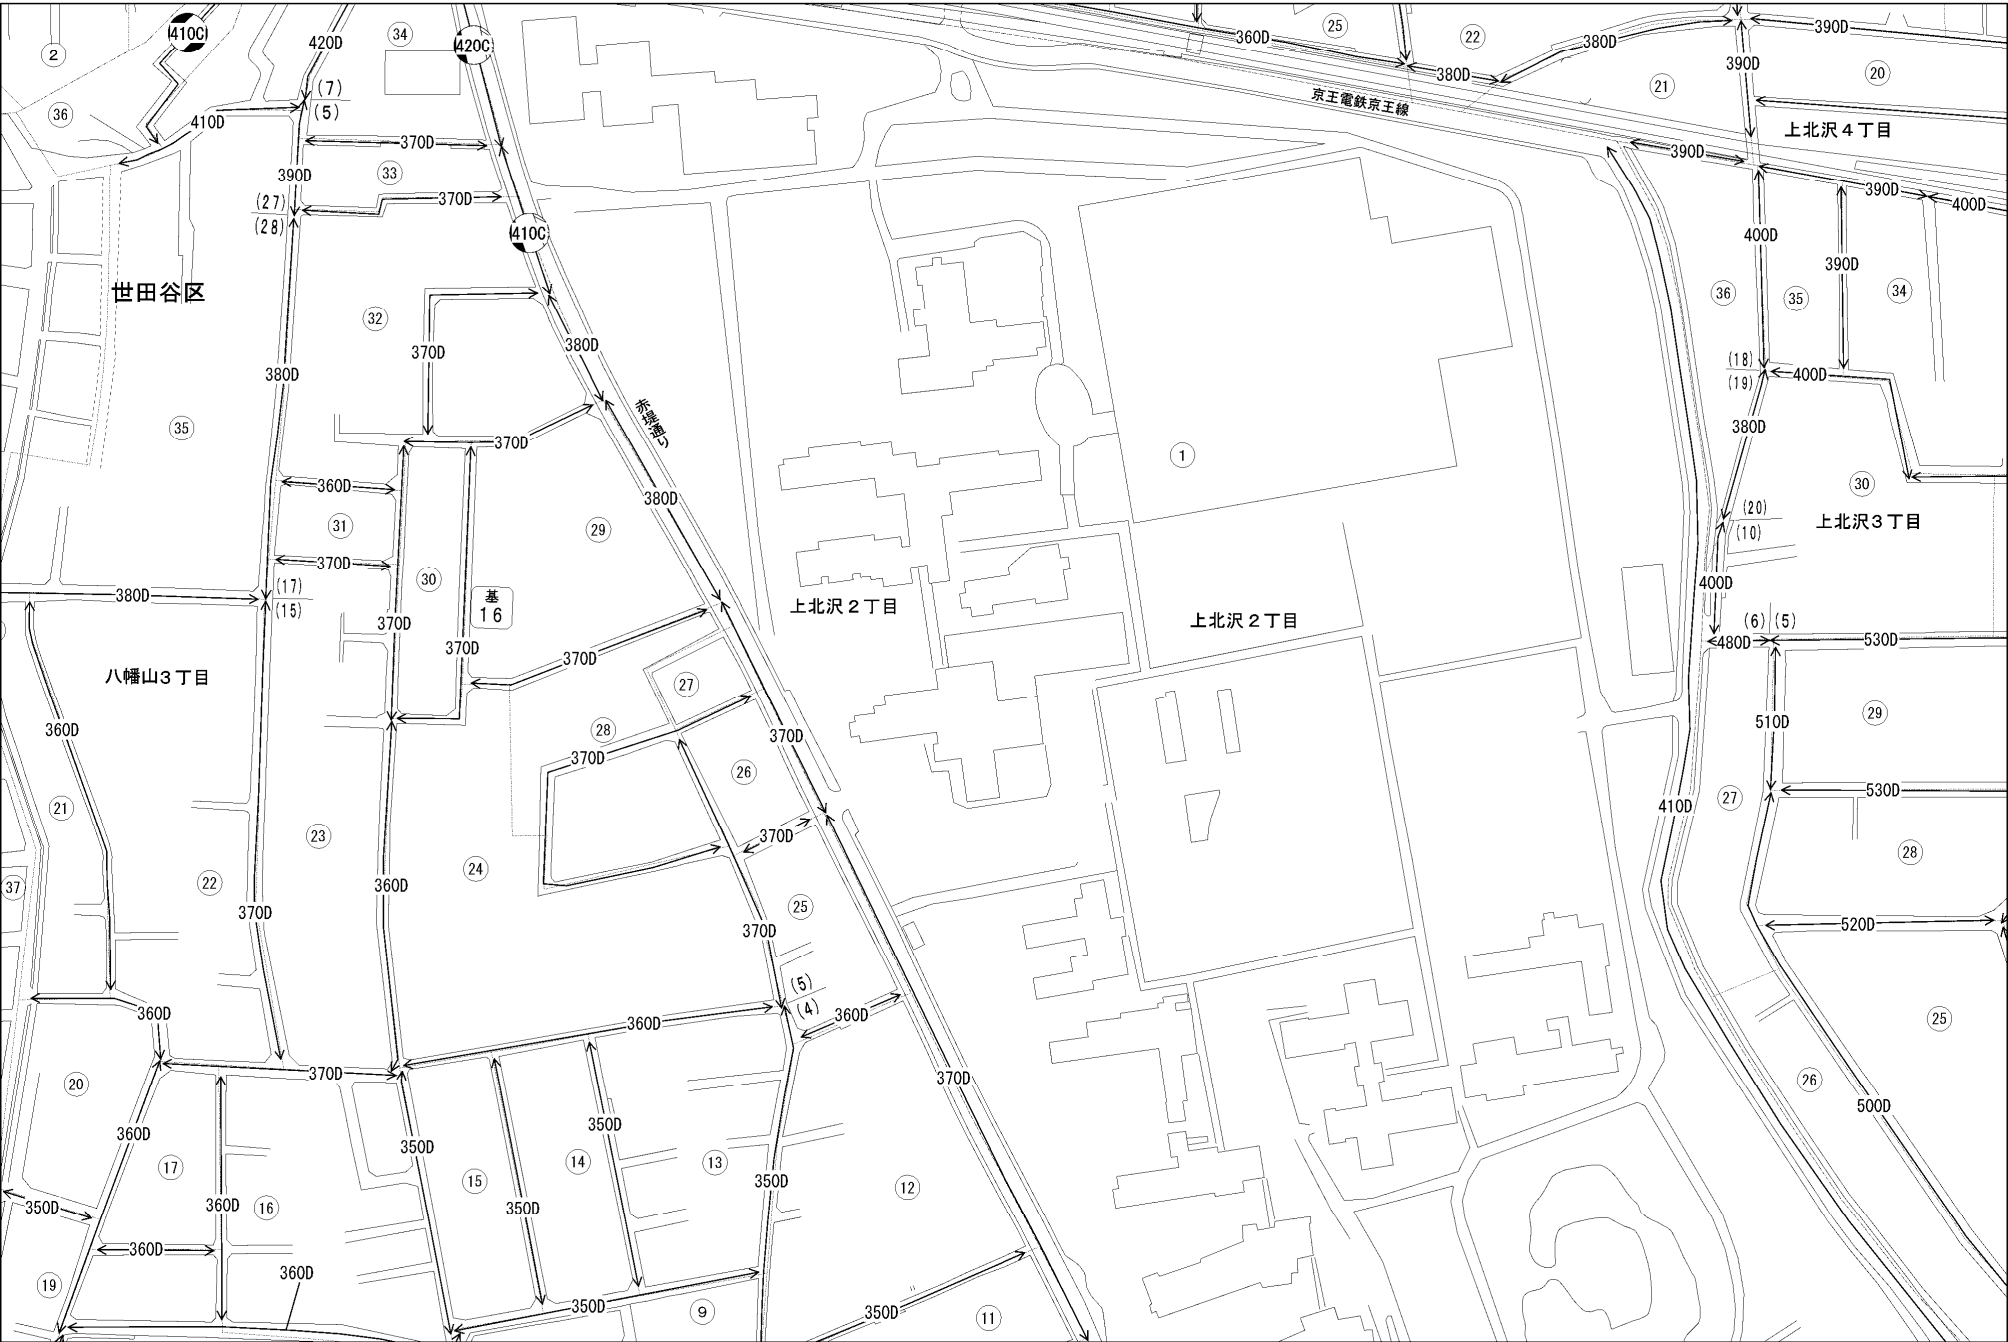 410C
420D
34
420C
25
22
360D
380D
380D
390D
390D
20
21
2
36
410D
(7)
(5)
京王電鉄京王線
上北沢4丁目
370D
33
390D
390D
390D
400D
(27)
(28)
370D
410C
400D
390D
世田谷区
32
36
35
34
370D
380D
380D
(18)
(19)
400D
赤堤通り
35
370D
380D
1
360D
380D
30
31
29
(20)
(10)
上北沢3丁目
370D
30
基
16
400D
380D
(17)
(15)
370D
上北沢2丁目
上北沢2丁目
(6)
(5)
480D
530D
370D
370D
八幡山3丁目
27
360D
28
370D
370D
510D
29
26
21
410D
27
530D
23
370D
24
28
37
22
360D
370D
25
370D
520D
(5)
(4)
360D
360D
360D
25
370D
370D
20
26
360D
350D
350D
500D
17
15
14
13
350D
12
350D
360D
16
350D
360D
19
360D
350D
9
350D
11